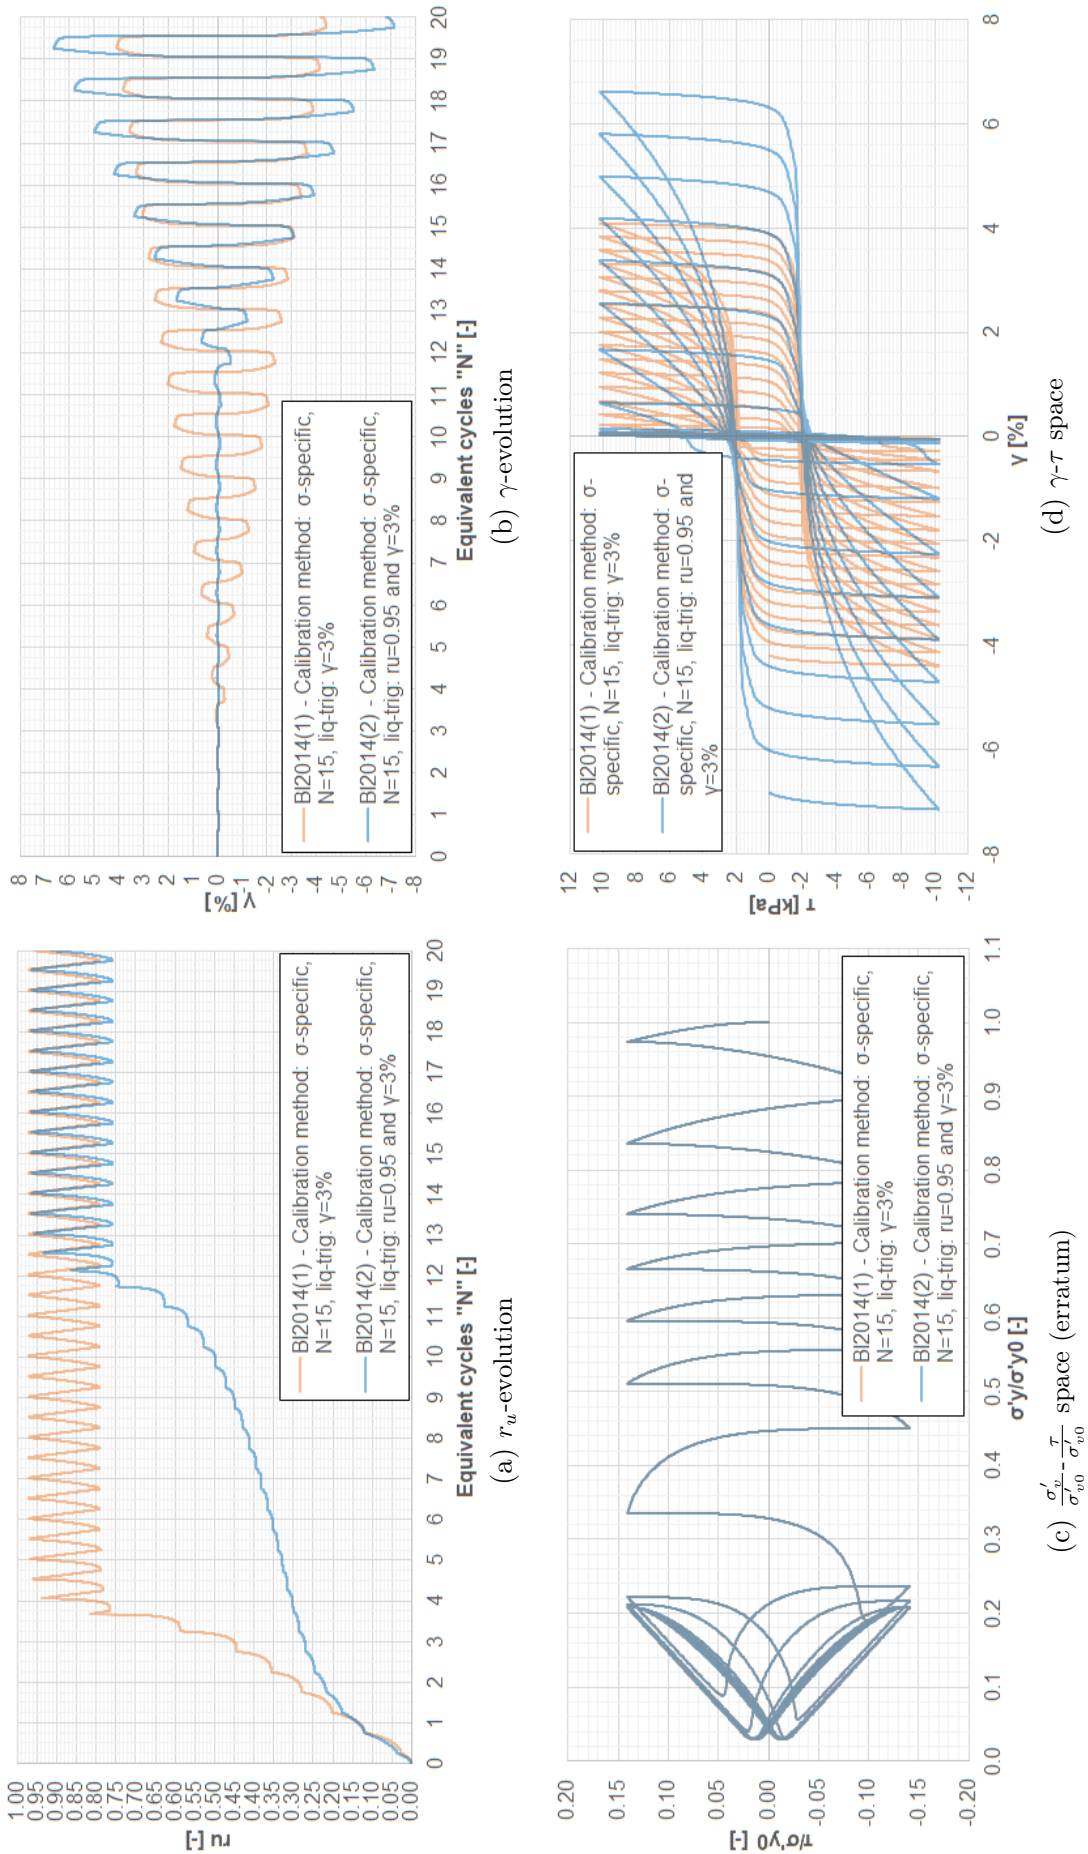 1.00
0.95
0.90
0.85
0.80
0.75
0.70
0.65
0.60
0.55
0.50
0.45
0.40
0.35
0.30
0.25
0.20
0.15
0.10
0.05
0.00
ru [-]
BI2014(1) - Calibration method: σ-specific,
N=15, liq-trig: γ=3%
BI2014(2) - Calibration method: σ-specific,
N=15, liq-trig: ru=0.95 and γ=3%
0 1 2 3 4 5 6 7 8 9 10 11 12 13 14 15 16 17 18 19 20
Equivalent cycles "N" [-]
(a) r_u-evolution
8
7
6
5
4
3
2
1
0
-1
-2
-3
-4
-5
-6
-7
-8
γ [%]
BI2014(1) - Calibration method: σ-specific,
N=15, liq-trig: γ=3%
BI2014(2) - Calibration method: σ-specific,
N=15, liq-trig: ru=0.95 and γ=3%
0 1 2 3 4 5 6 7 8 9 10 11 12 13 14 15 16 17 18 19 20
Equivalent cycles "N" [-]
(b) γ-evolution
0.20
0.15
0.10
0.05
0.00
-0.05
-0.10
-0.15
-0.20
τ/σ'y0 [-]
BI2014(1) - Calibration method: σ-specific,
N=15, liq-trig: γ=3%
BI2014(2) - Calibration method: σ-specific,
N=15, liq-trig: ru=0.95 and γ=3%
0.0 0.1 0.2 0.3 0.4 0.5 0.6 0.7 0.8 0.9 1.0 1.1
σ'y/σ'y0 [-]
(c) σ'_v/σ'_v0 - τ/σ'_v0 space (erratum)
12
10
8
6
4
2
0
-2
-4
-6
-8
-10
-12
τ [kPa]
BI2014(1) - Calibration method: σ-
specific, N=15, liq-trig: γ=3%
BI2014(2) - Calibration method: σ-
specific, N=15, liq-trig: ru=0.95 and
γ=3%
-8 -6 -4 -2 0 2 4 6 8
γ [%]
(d) γ-τ space